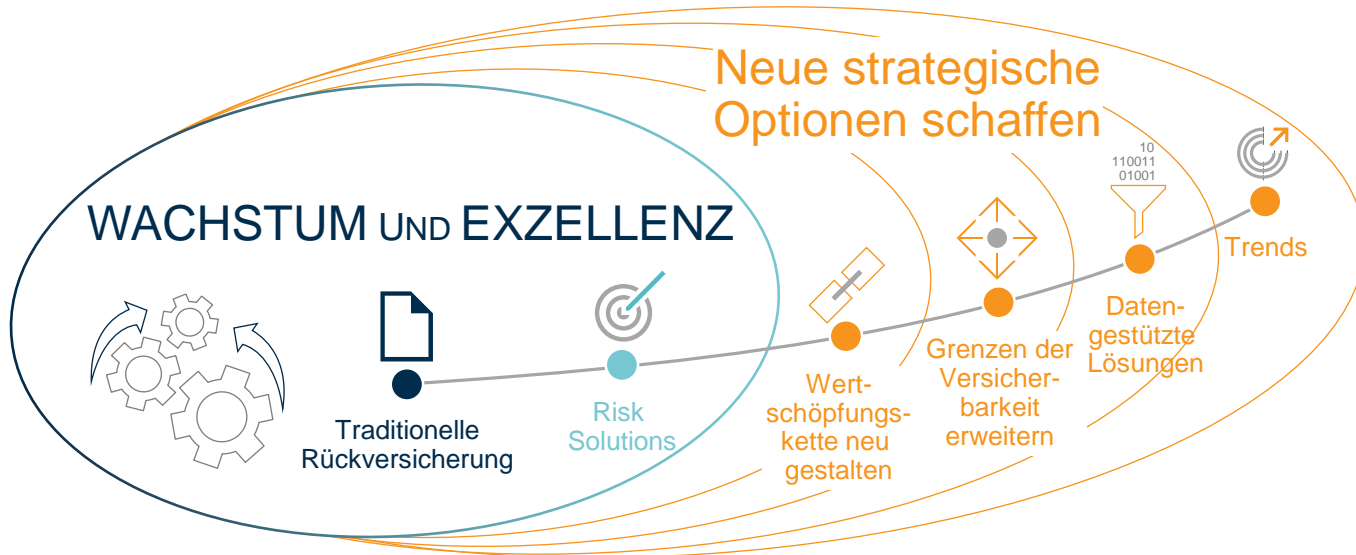 Neue strategische
Optionen schaffen
WACHSTUM UND EXZELLENZ
Traditionelle
Rückversicherung
Risk
Solutions
Wert-
schöpfungs-
kette neu
gestalten
Grenzen der
Versicher-
barkeit
erweitern
10
110011
01001
Daten-
gestützte
Lösungen
Trends